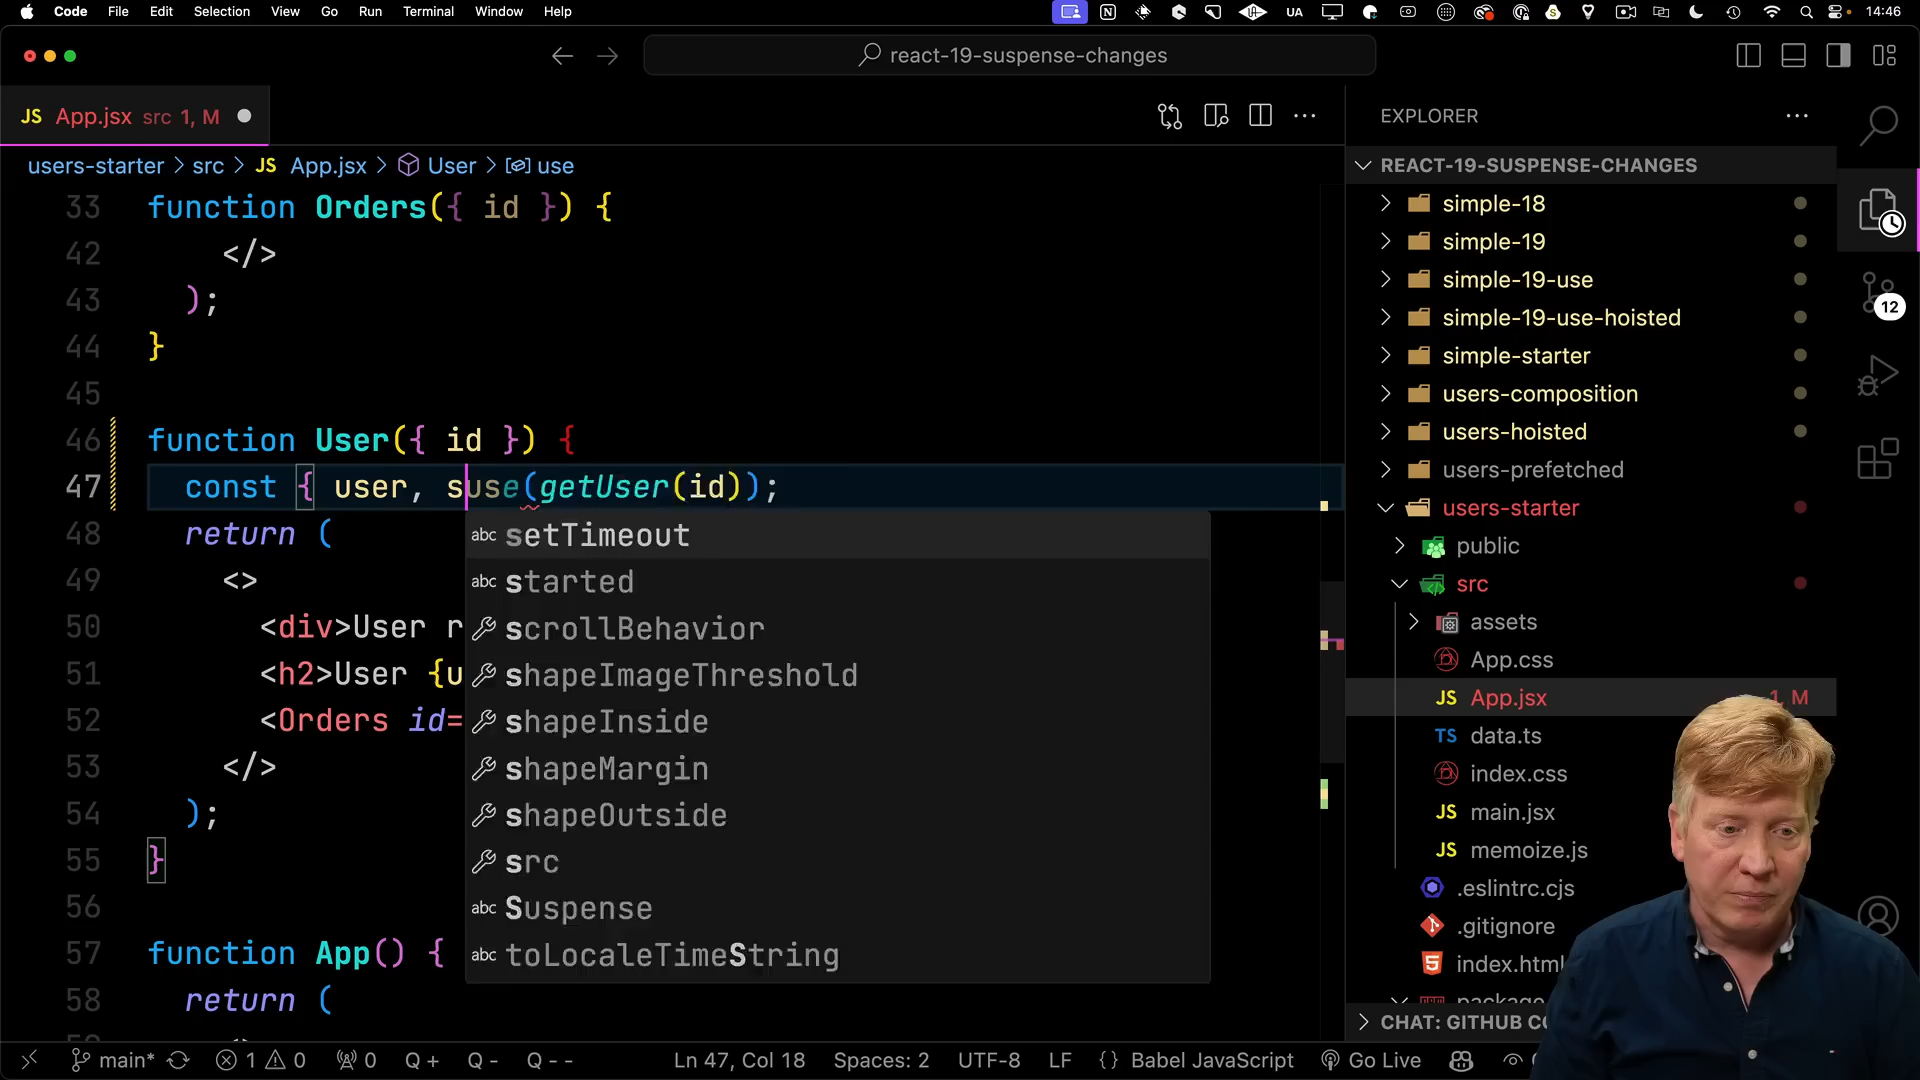 Code File Edit Selection View Go Run Terminal Window Help UA 14:46
react-19-suspense-changes
JS App.jsx src 1, M
users-starter > src > JS App.jsx > User > use
33 function Orders({ id }) {
42 </>
43 );
44 }
45
46 function User({ id }) {
47 const { user, suse(getUser(id));
48 return (
49 <>
50 <div>User r
51 <h2>User {u
52 <Orders id=
53 </>
54 );
55 }
56
57 function App() {
58 return (
abc setTimeout
abc started
scrollBehavior
shapeImageThreshold
shapeInside
shapeMargin
shapeOutside
src
abc Suspense
abc toLocaleTimeString
EXPLORER
REACT-19-SUSPENSE-CHANGES
simple-18
simple-19
simple-19-use
simple-19-use-hoisted
simple-starter
users-composition
users-hoisted
users-prefetched
users-starter
public
src
assets
App.css
JS App.jsx 1, M
TS data.ts
index.css
JS main.jsx
JS memoize.js
.eslintrc.cjs
.gitignore
index.html
package
CHAT: GITHUB CO
12
main* 1 0 0 Q + Q - Q - - Ln 47, Col 18 Spaces: 2 UTF-8 LF {} Babel JavaScript Go Live